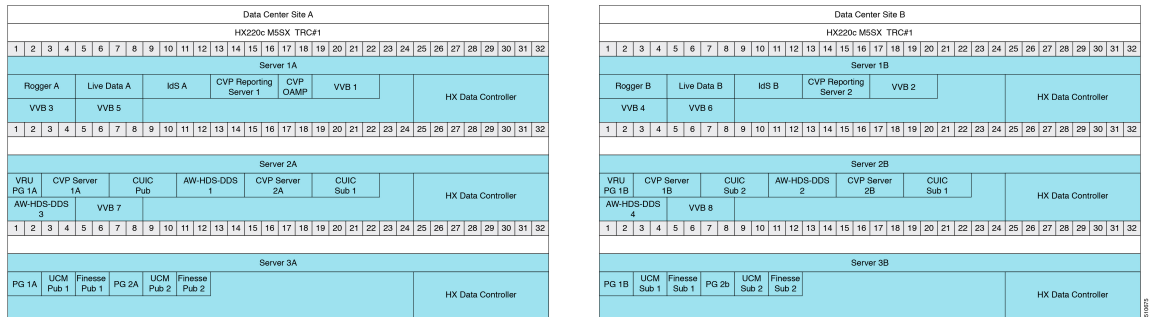 Data Center Site A
HX220c M5SX TRC#1
1 2 3 4 5 6 7 8 9 10 11 12 13 14 15 16 17 18 19 20 21 22 23 24 25 26 27 28 29 30 31 32
Server 1A
Rogger A
Live Data A
IdS A
CVP Reporting
Server 1
CVP
OAMP
VVB 1
HX Data Controller
VVB 3
VVB 5
1 2 3 4 5 6 7 8 9 10 11 12 13 14 15 16 17 18 19 20 21 22 23 24 25 26 27 28 29 30 31 32
Server 2A
VRU
PG 1A
CVP Server
1A
CUIC
Pub
AW-HDS-DDS
1
CVP Server
2A
CUIC
Sub 1
HX Data Controller
AW-HDS-DDS
3
VVB 7
1 2 3 4 5 6 7 8 9 10 11 12 13 14 15 16 17 18 19 20 21 22 23 24 25 26 27 28 29 30 31 32
Server 3A
PG 1A
UCM
Pub 1
Finesse
Pub 1
PG 2A
UCM
Pub 2
Finesse
Pub 2
HX Data Controller
Data Center Site B
HX220c M5SX TRC#1
1 2 3 4 5 6 7 8 9 10 11 12 13 14 15 16 17 18 19 20 21 22 23 24 25 26 27 28 29 30 31 32
Server 1B
Rogger B
Live Data B
IdS B
CVP Reporting
Server 2
VVB 2
HX Data Controller
VVB 4
VVB 6
1 2 3 4 5 6 7 8 9 10 11 12 13 14 15 16 17 18 19 20 21 22 23 24 25 26 27 28 29 30 31 32
Server 2B
VRU
PG 1B
CVP Server
1B
CUIC
Sub 2
AW-HDS-DDS
2
CVP Server
2B
CUIC
Sub 1
HX Data Controller
AW-HDS-DDS
4
VVB 8
1 2 3 4 5 6 7 8 9 10 11 12 13 14 15 16 17 18 19 20 21 22 23 24 25 26 27 28 29 30 31 32
Server 3B
PG 1B
UCM
Sub 1
Finesse
Sub 1
PG 2b
UCM
Sub 2
Finesse
Sub 2
HX Data Controller
510675